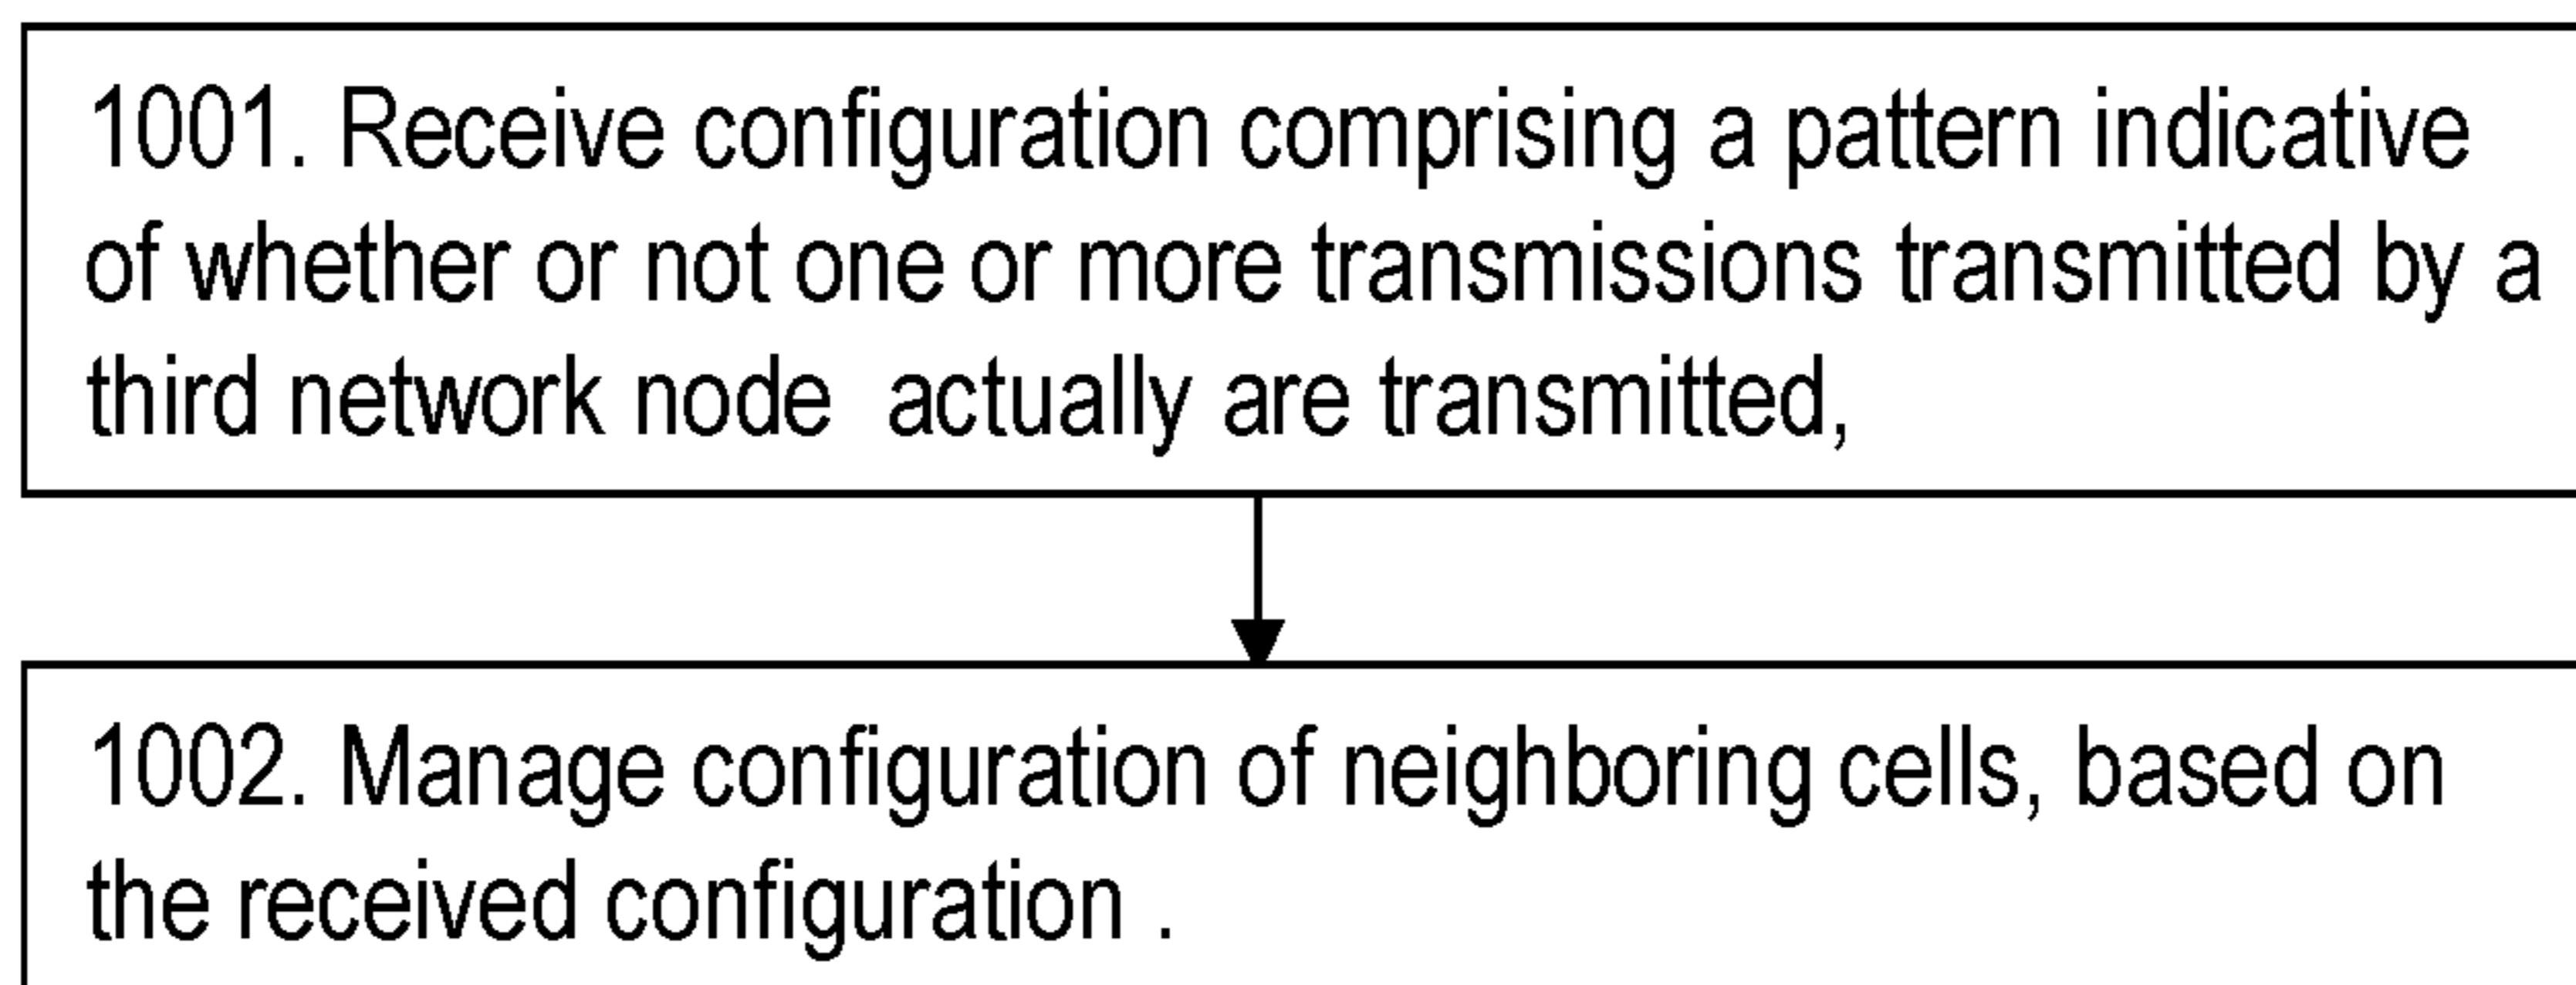 1001. Receive configuration comprising a pattern indicative
of whether or not one or more transmissions transmitted by a
third network node  actually are transmitted,
1002. Manage configuration of neighboring cells, based on
the received configuration .